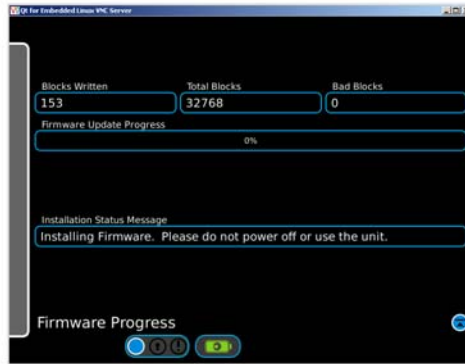 Qt for Embedded Linux VNC Server
Blocks Written Total Blocks Bad Blocks
153 32768 0
Firmware Update Progress
0%
Installation Status Message
Installing Firmware. Please do not power off or use the unit.
Firmware Progress